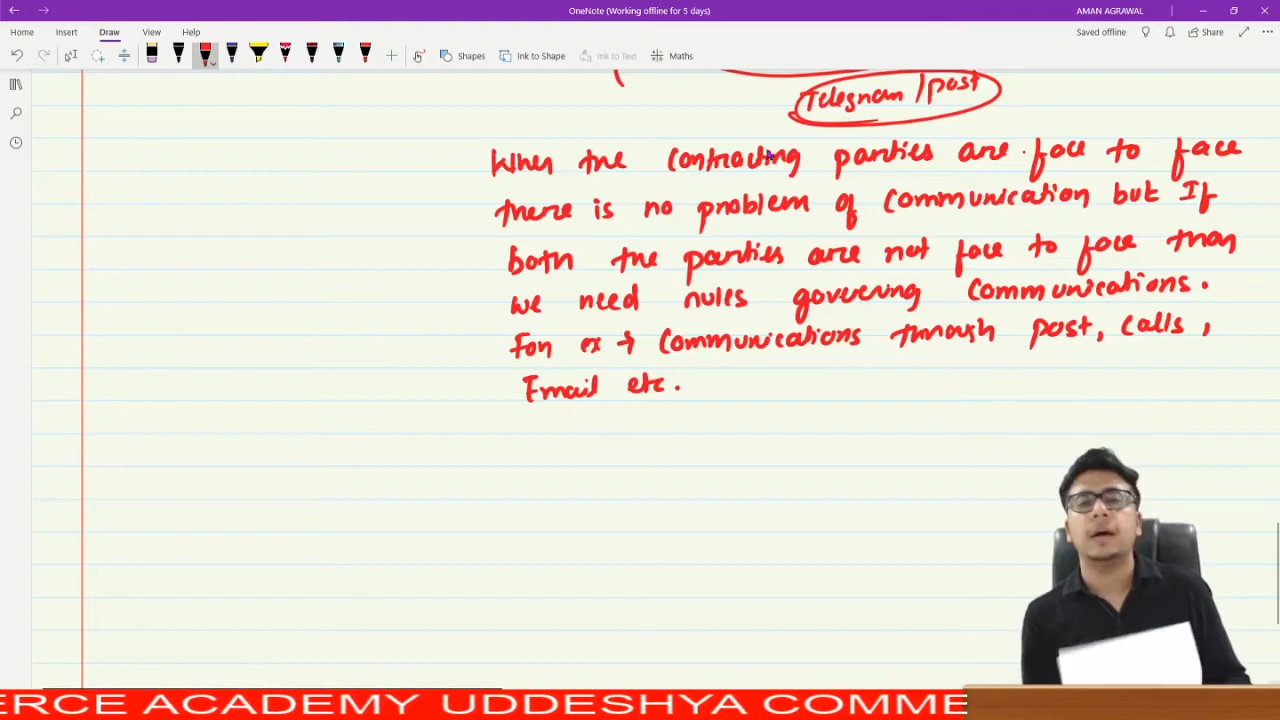 OneNote (Working offline for 5 days)
AMAN AGRAWAL
Home Insert Draw View Help
Saved offline Share
Shapes Ink to Shape Ink to Text Maths
Telegram / post
When the contracting parties are face to face
there is no problem of communication but If
both the parties are not face to face than
we need rules governing communications.
For ex → Communications through post, calls,
Email etc.
ERCE ACADEMY UDDESHYA COMME